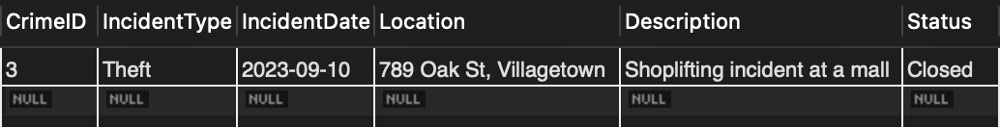 CrimeID IncidentType IncidentDate Location Description Status
3 Theft 2023-09-10 789 Oak St, Villagetown Shoplifting incident at a mall Closed
NULL NULL NULL NULL NULL NULL